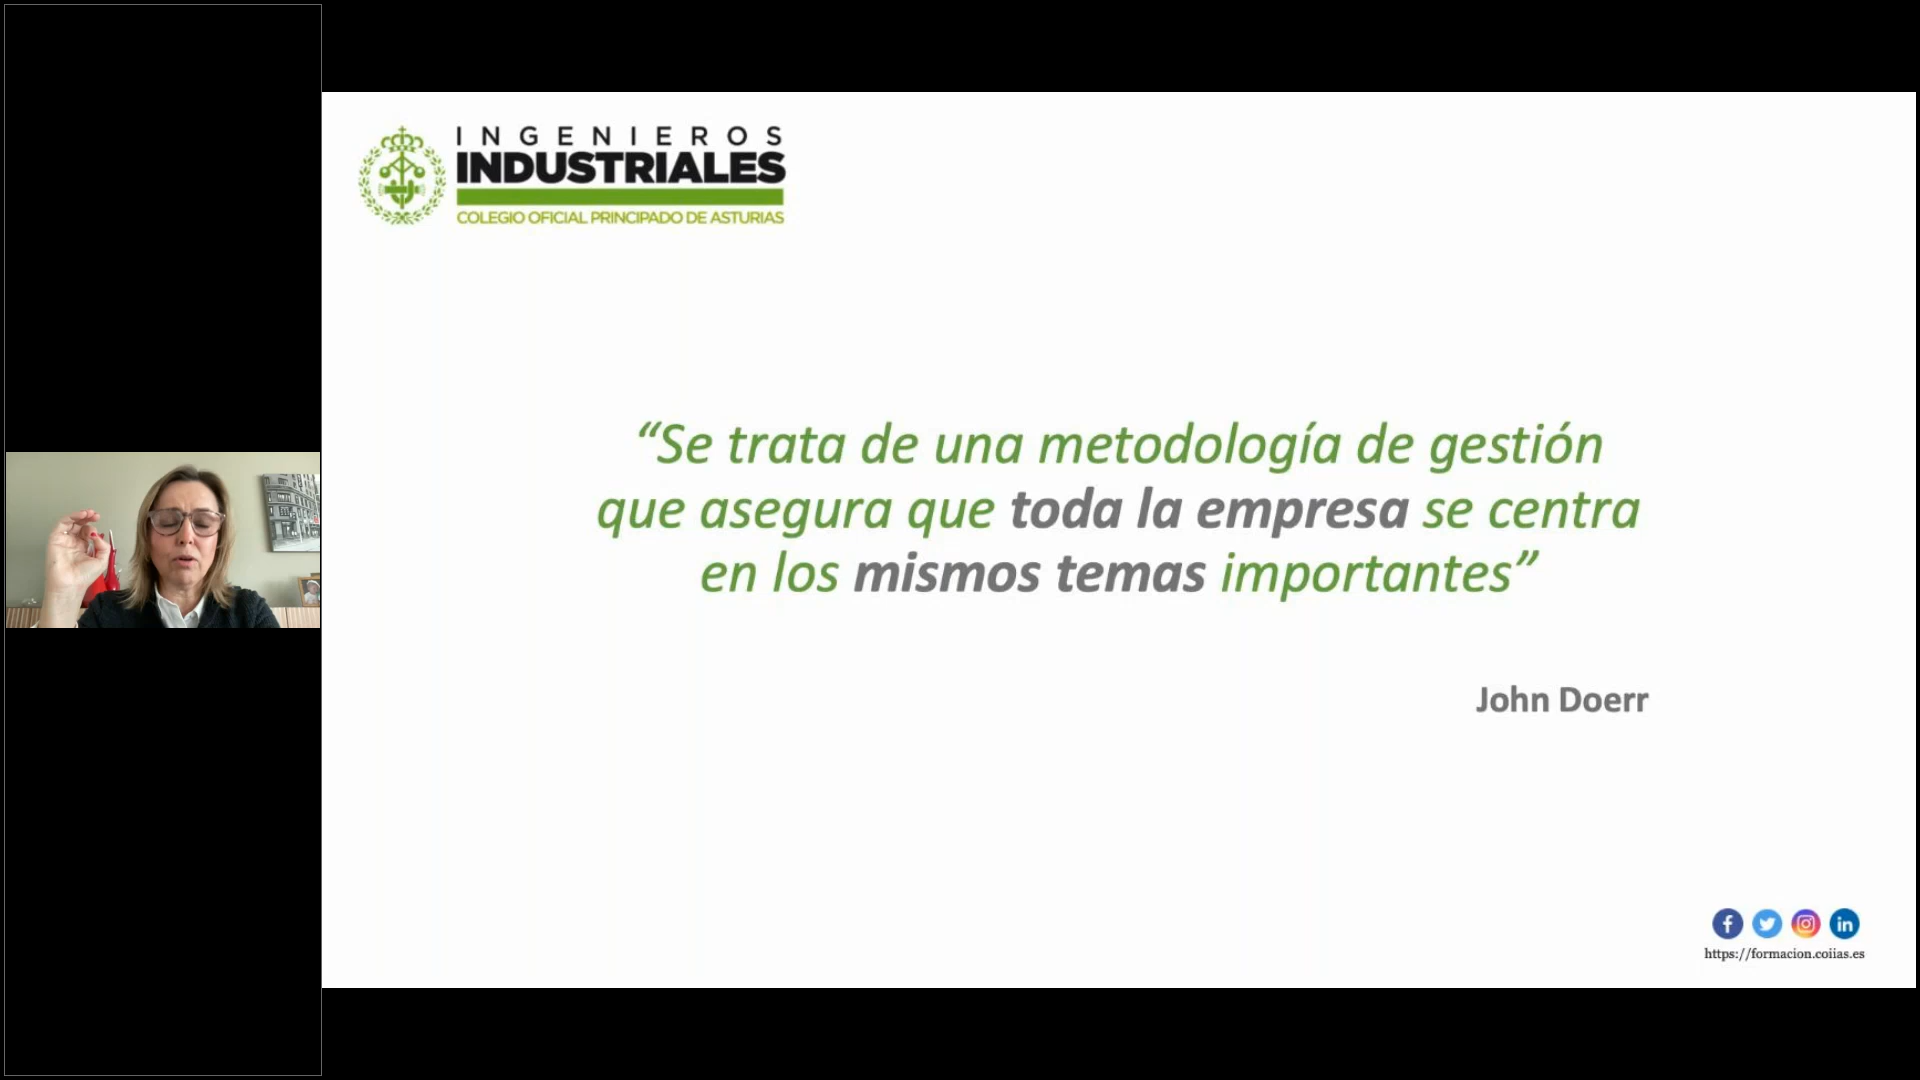 INGENIEROS
INDUSTRIALES
COLEGIO OFICIAL PRINCIPADO DE ASTURIAS
“Se trata de una metodología de gestión
que asegura que toda la empresa se centra
en los mismos temas importantes”
John Doerr
https://formacion.coiias.es